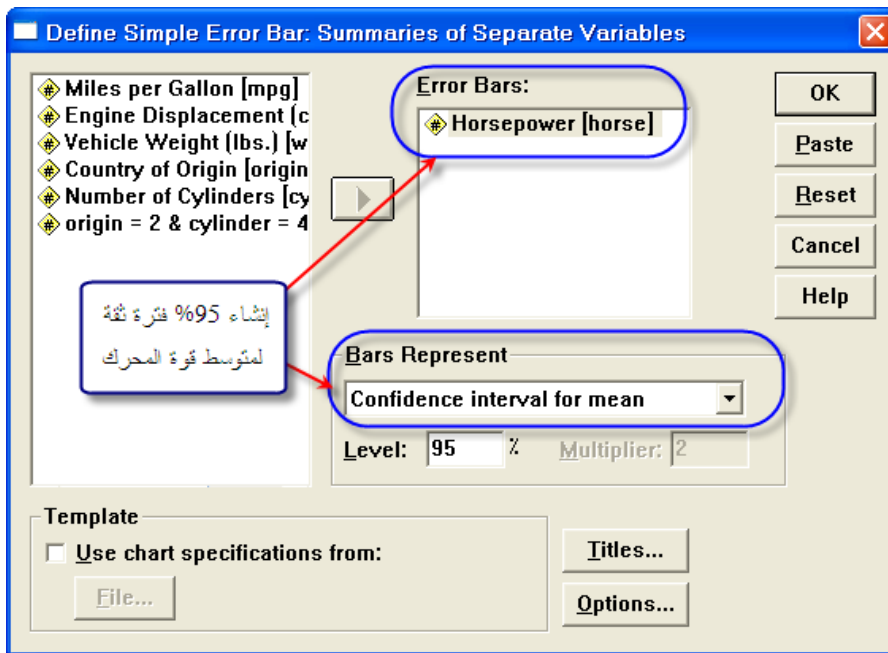 Define Simple Error Bar: Summaries of Separate Variables
Miles per Gallon [mpg]
Engine Displacement (c
Vehicle Weight (lbs.) [w
Country of Origin [origin
Number of Cylinders [cy
origin = 2 & cylinder = 4
Error Bars:
Horsepower [horse]
OK
Paste
Reset
Cancel
Help
إنشاء 95% فترة ثقة
لمتوسط قوة المحرك
Bars Represent
Confidence interval for mean
Level: 95 % Multiplier: 2
Template
Use chart specifications from:
File...
Titles...
Options...